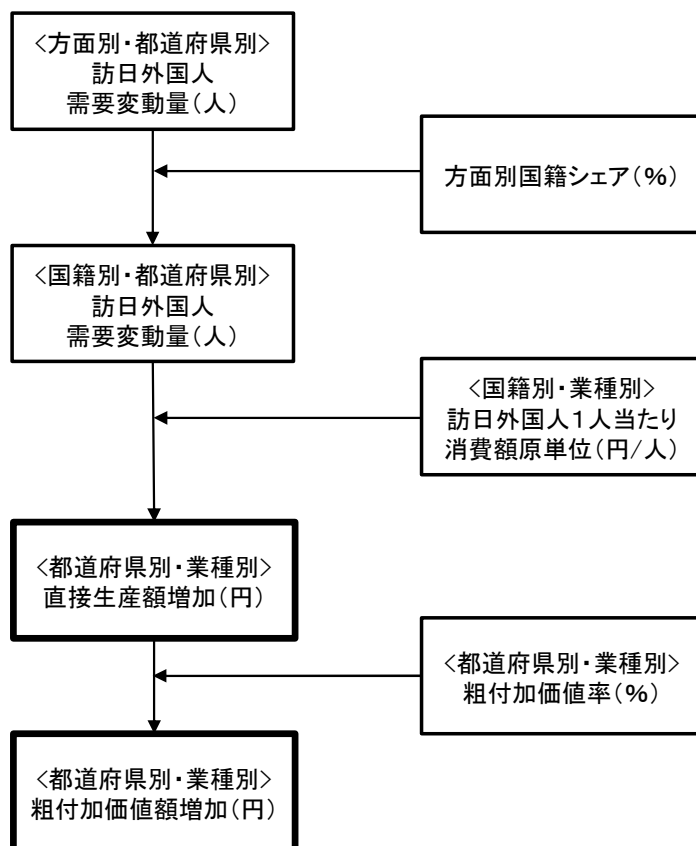 <方面別・都道府県別>
訪日外国人
需要変動量(人)
方面別国籍シェア(%)
<国籍別・都道府県別>
訪日外国人
需要変動量(人)
<国籍別・業種別>
訪日外国人1人当たり
消費額原単位(円/人)
<都道府県別・業種別>
直接生産額増加(円)
<都道府県別・業種別>
粗付加価値率(%)
<都道府県別・業種別>
粗付加価値額増加(円)